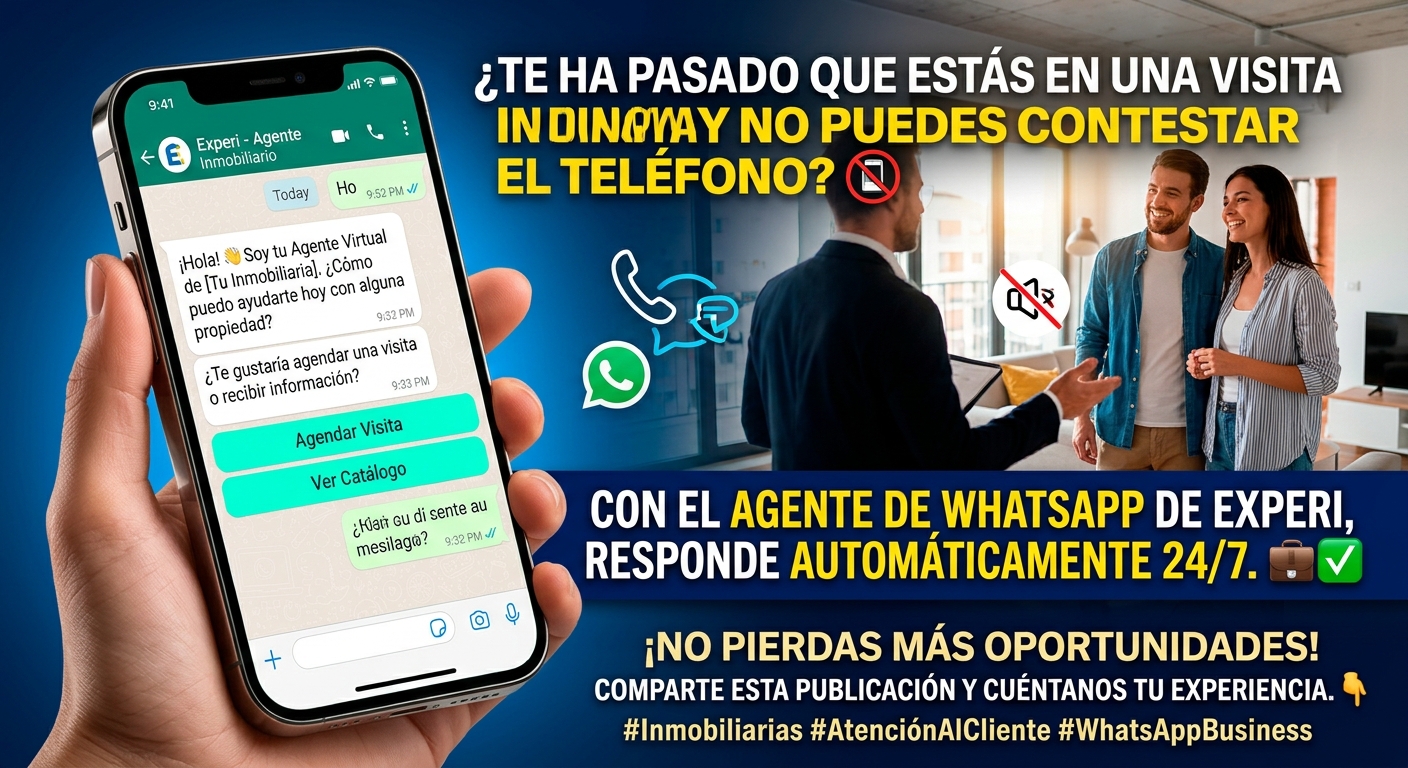 9:41
Experi - Agente
Inmobiliario
Today
Ho 9:52 PM
¡Hola! 👋 Soy tu Agente Virtual
de [Tu Inmobiliaria]. ¿Cómo
puedo ayudarte hoy con alguna
propiedad?
9:32 PM
¿Te gustaría agendar una visita
o recibir información?
9:33 PM
Agendar Visita
Ver Catálogo
di sente au
9:32 PM
¿TE HA PASADO QUE ESTÁS EN UNA VISITA
Y NO PUEDES CONTESTAR
EL TELÉFONO?
CON EL AGENTE DE WHATSAPP DE EXPERI,
RESPONDE AUTOMÁTICAMENTE 24/7. 💼✅
¡NO PIERDAS MÁS OPORTUNIDADES!
COMPARTE ESTA PUBLICACIÓN Y CUÉNTANOS TU EXPERIENCIA. 👇
#Inmobiliarias #AtenciónAlCliente #WhatsAppBusiness